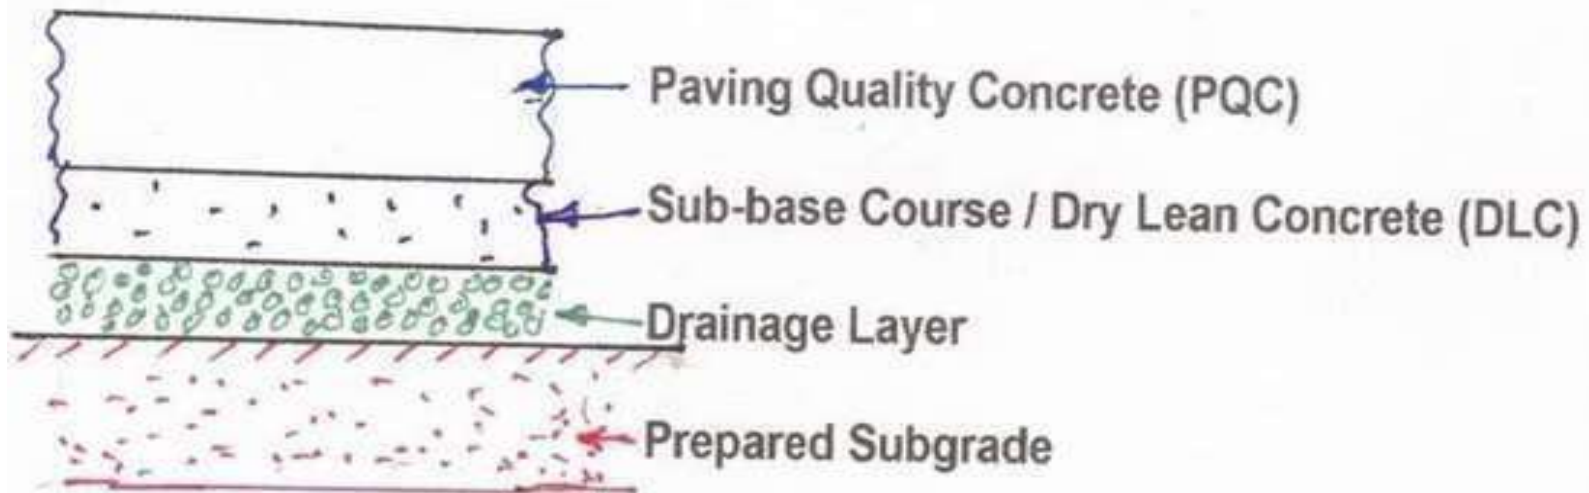 Paving Quality Concrete (PQC)
Sub-base Course / Dry Lean Concrete (DLC)
Drainage Layer
Prepared Subgrade